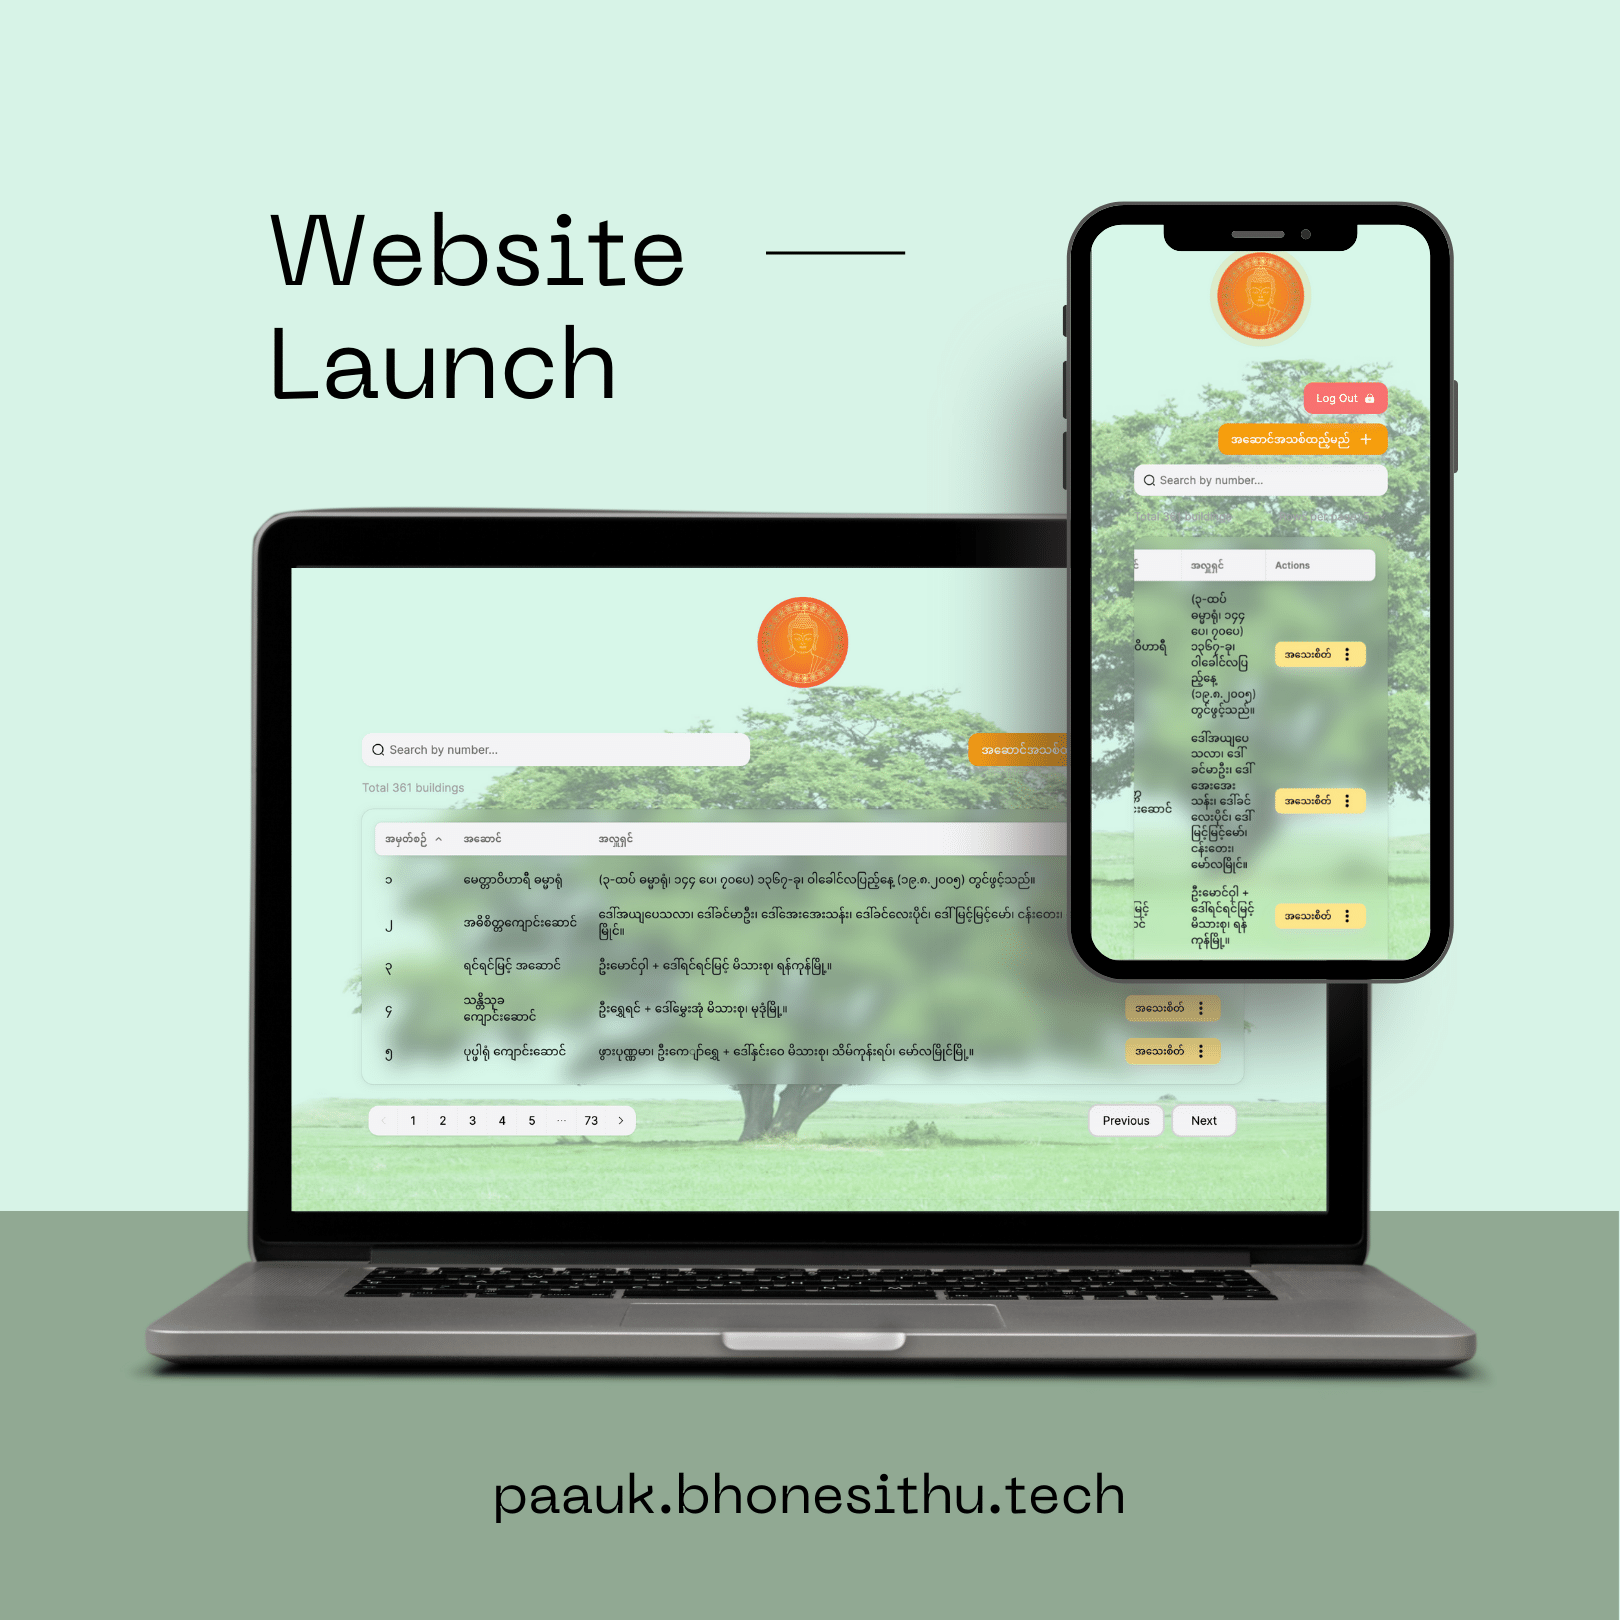 Website
Launch
Search by number...
အဆောင်အသစ်
Total 361 buildings
အမှတ်စဉ် အဆောင် အလှူရှင်
၁ မေတ္တာဝိဟာရီ ဓမ္မာရုံ (၃-ထပ် ဓမ္မာရုံ၊ ၁၄၄ ပေ၊ ၇၀ပေ) ၁၃၆၇-ခု၊ ဝါခေါင်လပြည့်နေ့ (၁၉.၈.၂၀၀၅) တွင်ဖွင့်သည်။
၂ အဓိစိတ္တကျောင်းဆောင် ဒေါ်အယျပေသလာ၊ ဒေါ်ခင်မာဦး၊ ဒေါ်အေးအေးသန်း၊ ဒေါ်ခင်လေးပိုင်၊ ဒေါ်မြင့်မြင့်မော်၊ ငန်းတေး၊
မြိုင်။
၃ ရင်ရင်မြင့် အဆောင် ဦးမောင်ဝါ + ဒေါ်ရင်ရင်မြင့် မိသားစု၊ ရန်ကုန်မြို့။
၄ သန္တိသုခ
ကျောင်းဆောင် ဦးရွှေရင် + ဒေါ်မွှေးအုံ မိသားစု၊ မုဒုံမြို့။ အသေးစိတ်
၅ ပုပ္ဖါရုံ ကျောင်းဆောင် ဖွားပုဏ္ဏမာ၊ ဦးကျော်ရွှေ + ဒေါ်နှင်းဝေ မိသားစု၊ သိမ်ကုန်းရပ်၊ မော်လမြိုင်မြို့။ အသေးစိတ်
1 2 3 4 5 ... 73
Previous Next
Log Out
အဆောင်အသစ်ထည့်မည် +
Search by number...
အလှူရှင် Actions
(၃-ထပ်
ဓမ္မာရုံ၊ ၁၄၄
ပေ၊ ၇၀ပေ)
ဝိဟာရီ ၁၃၆၇-ခု၊ အသေးစိတ်
ဝါခေါင်လပြ
ည့်နေ့
(၁၉.၈.၂၀၀၅)
တွင်ဖွင့်သည်။
ဒေါ်အယျပေ
သလာ၊ ဒေါ်
ခင်မာဦး၊ ဒေါ်
အေးအေး
သန်း၊ ဒေါ်ခင် အသေးစိတ်
းဆောင် လေးပိုင်၊ ဒေါ်
မြင့်မြင့်မော်၊
ငန်းတေး၊
မော်လမြိုင်။
ဦးမောင်ဝါ +
မြင့် ဒေါ်ရင်ရင်မြင့် အသေးစိတ်
မိသားစု၊ ရန်
ကုန်မြို့။
paauk.bhonesithu.tech